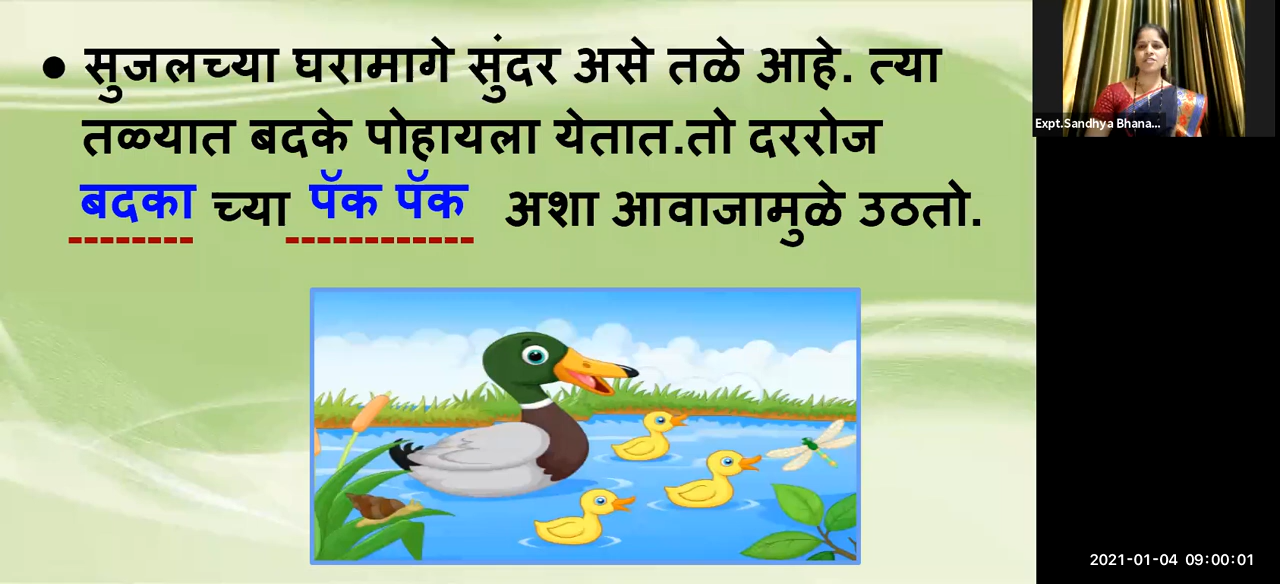 • सुजलच्या घरामागे सुंदर असे तळे आहे. त्या
तळ्यात बदके पोहायला येतात.तो दररोज
बदका च्या पॅक पॅक अशा आवाजामुळे उठतो.
Expt.Sandhya Bhana...
2021-01-04 09:00:01